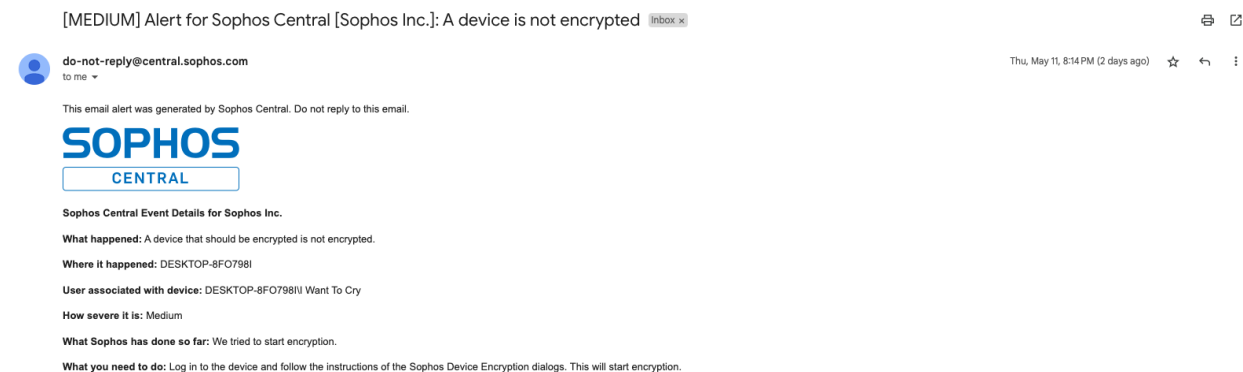 [MEDIUM] Alert for Sophos Central [Sophos Inc.]: A device is not encrypted Inbox ×
do-not-reply@central.sophos.com Thu, May 11, 8:14 PM (2 days ago)
to me
This email alert was generated by Sophos Central. Do not reply to this email.
SOPHOS
CENTRAL
Sophos Central Event Details for Sophos Inc.
What happened: A device that should be encrypted is not encrypted.
Where it happened: DESKTOP-8FO798I
User associated with device: DESKTOP-8FO798I\I Want To Cry
How severe it is: Medium
What Sophos has done so far: We tried to start encryption.
What you need to do: Log in to the device and follow the instructions of the Sophos Device Encryption dialogs. This will start encryption.